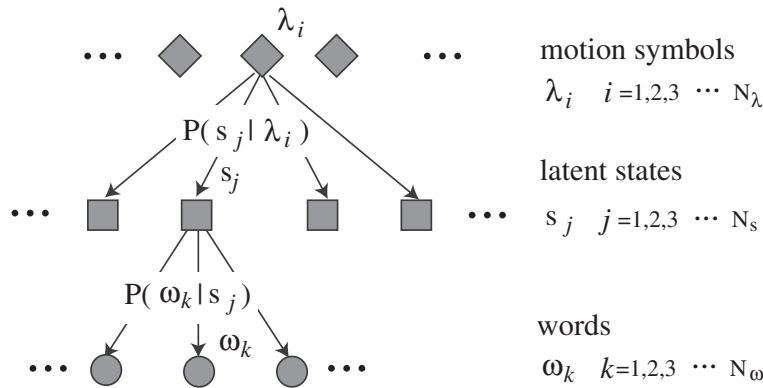 λi
motion symbols
λi i=1,2,3 ··· Nλ
P( sj | λi )
sj
latent states
sj j=1,2,3 ··· Ns
P( ωk | sj )
words
ωk
ωk k=1,2,3 ··· Nω